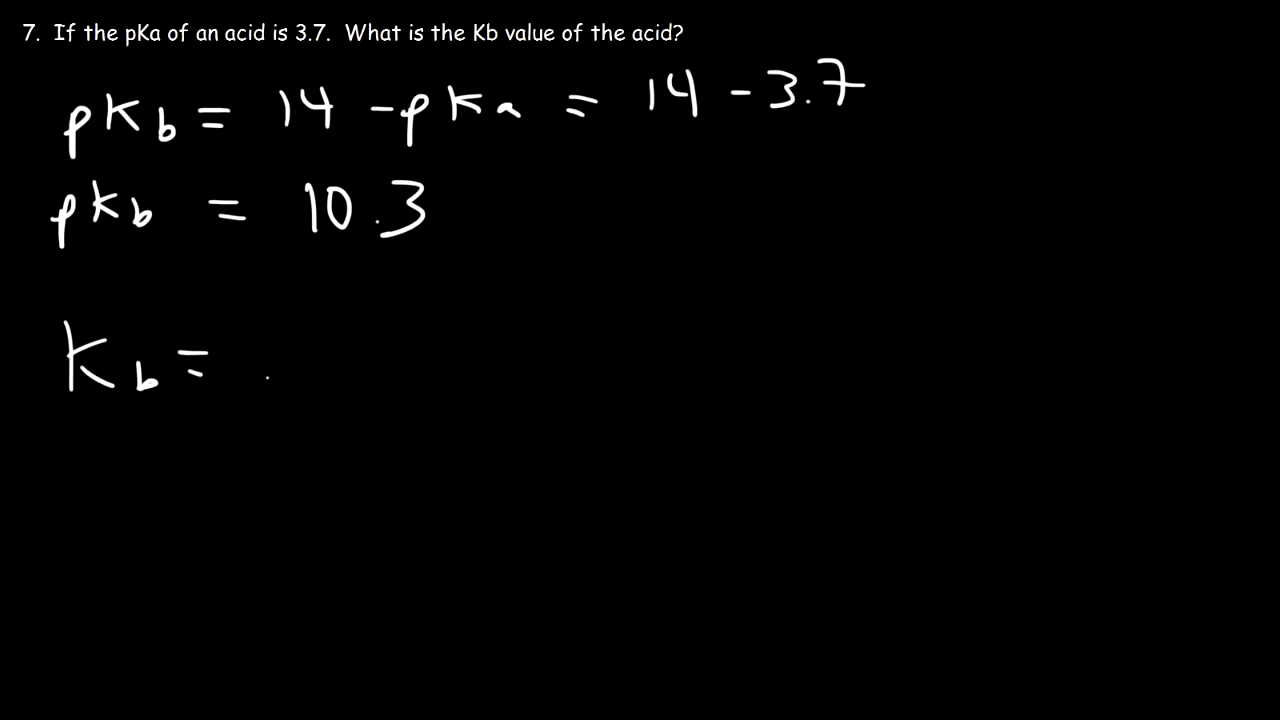 7. If the pKa of an acid is 3.7. What is the Kb value of the acid?
pKb = 14 - pKa = 14 - 3.7
pKb = 10.3
Kb =